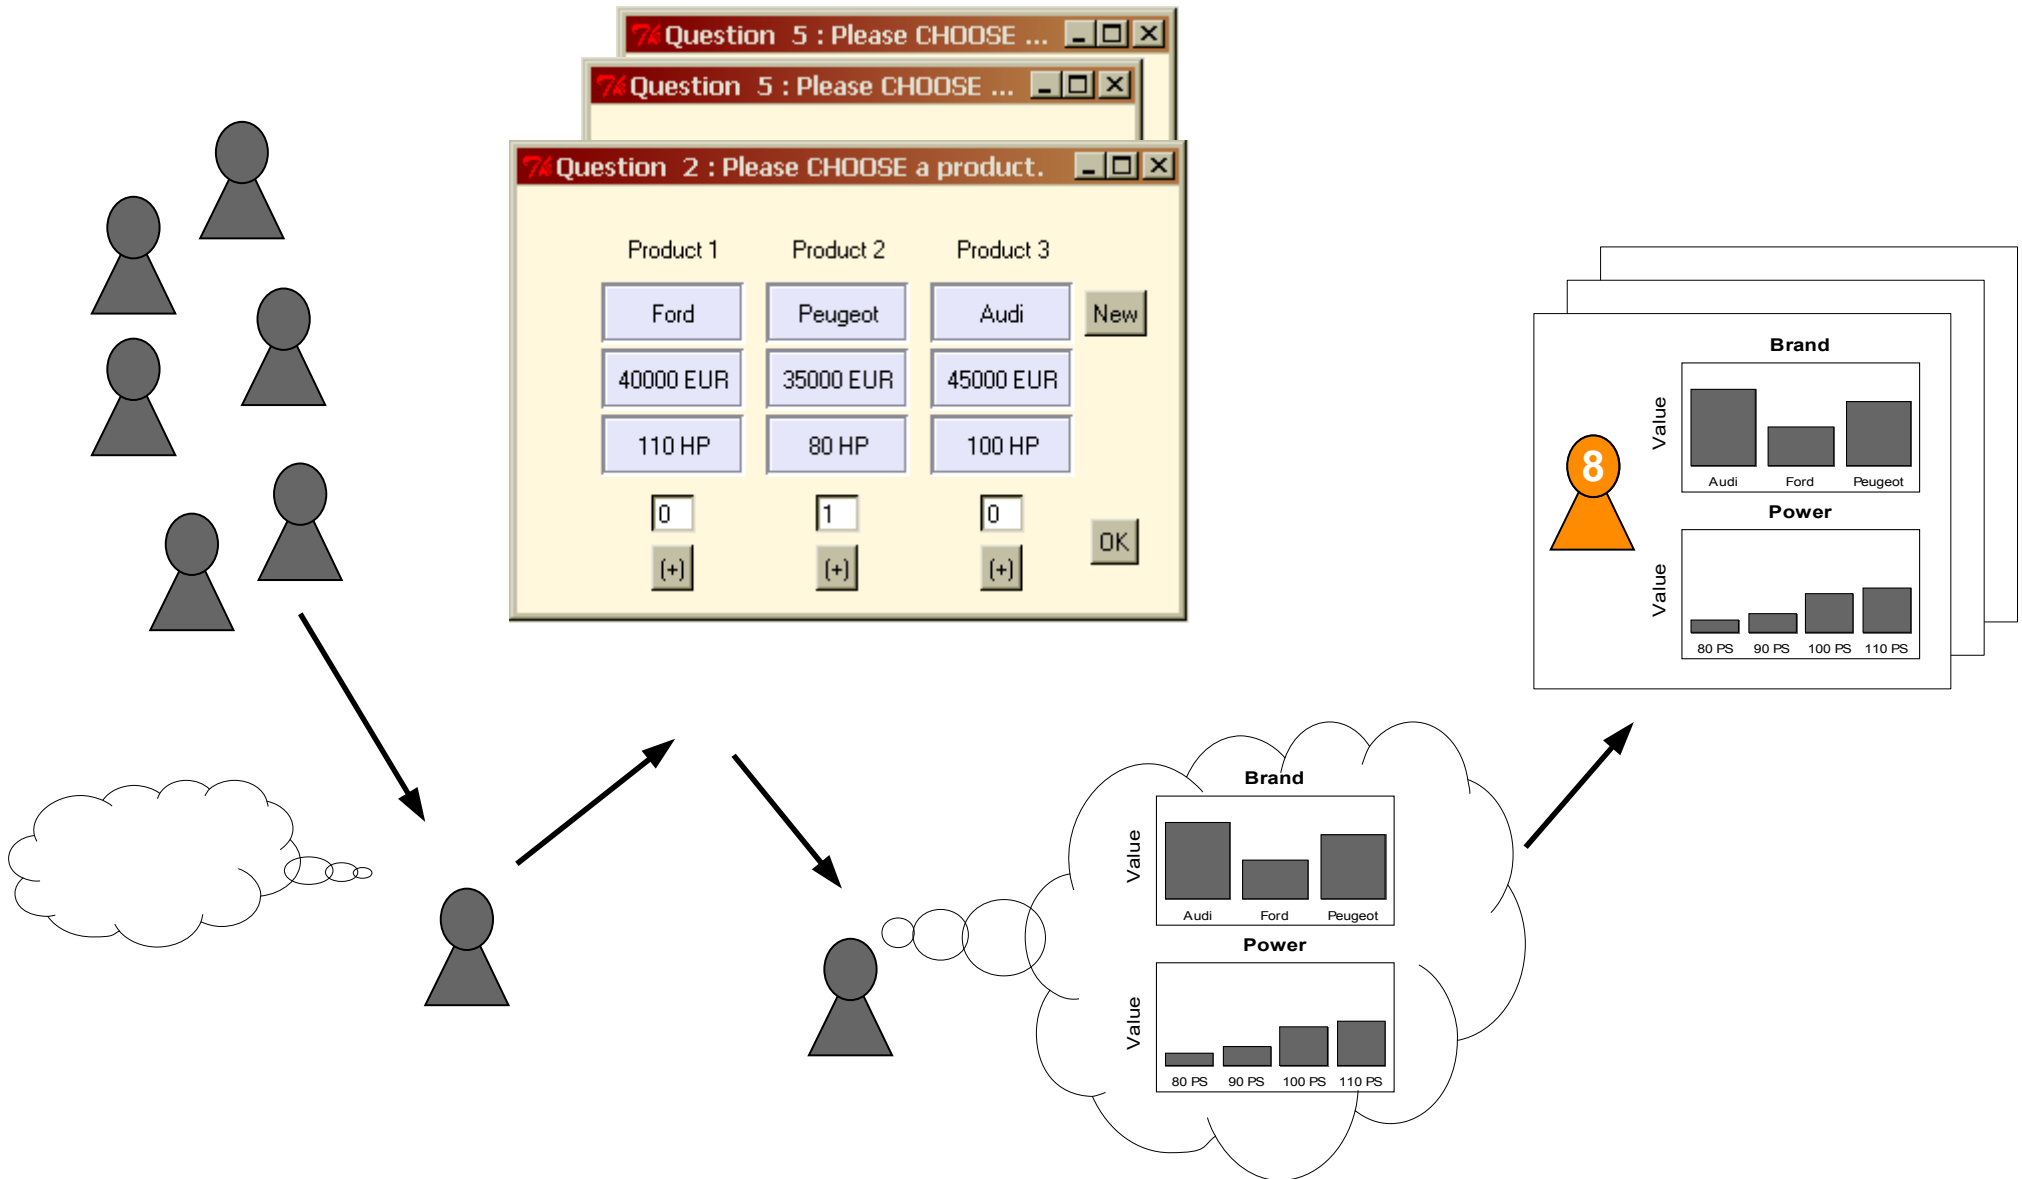 Question 5 : Please CHOOSE ...
Question 5 : Please CHOOSE ...
Question 2 : Please CHOOSE a product.
Product 1 Product 2 Product 3
Ford Peugeot Audi New
40000 EUR 35000 EUR 45000 EUR
110 HP 80 HP 100 HP
0 1 0
(+) (+) (+) OK
8
Brand
Value
Audi Ford Peugeot
Power
Value
80 PS 90 PS 100 PS 110 PS
Brand
Value
Audi Ford Peugeot
Power
Value
80 PS 90 PS 100 PS 110 PS